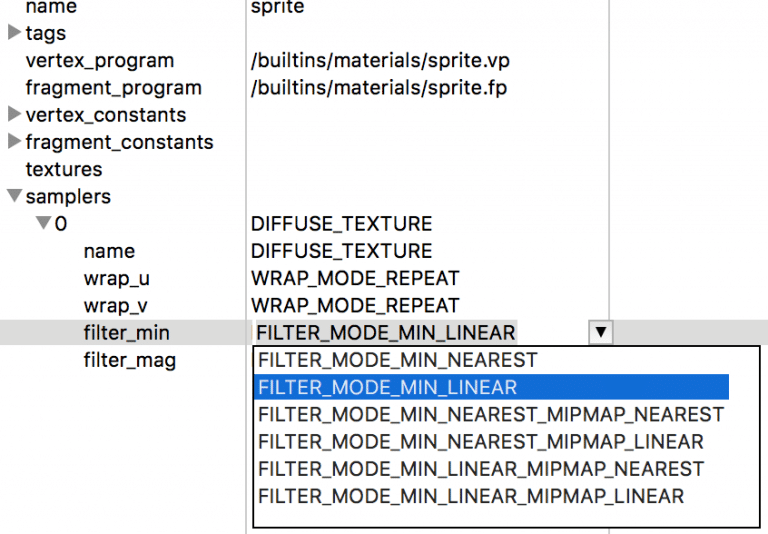 name sprite
tags
vertex_program /builtins/materials/sprite.vp
fragment_program /builtins/materials/sprite.fp
vertex_constants
fragment_constants
textures
samplers
0 DIFFUSE_TEXTURE
name DIFFUSE_TEXTURE
wrap_u WRAP_MODE_REPEAT
wrap_v WRAP_MODE_REPEAT
filter_min FILTER_MODE_MIN_LINEAR
filter_mag FILTER_MODE_MIN_NEAREST
FILTER_MODE_MIN_LINEAR
FILTER_MODE_MIN_NEAREST_MIPMAP_NEAREST
FILTER_MODE_MIN_NEAREST_MIPMAP_LINEAR
FILTER_MODE_MIN_LINEAR_MIPMAP_NEAREST
FILTER_MODE_MIN_LINEAR_MIPMAP_LINEAR